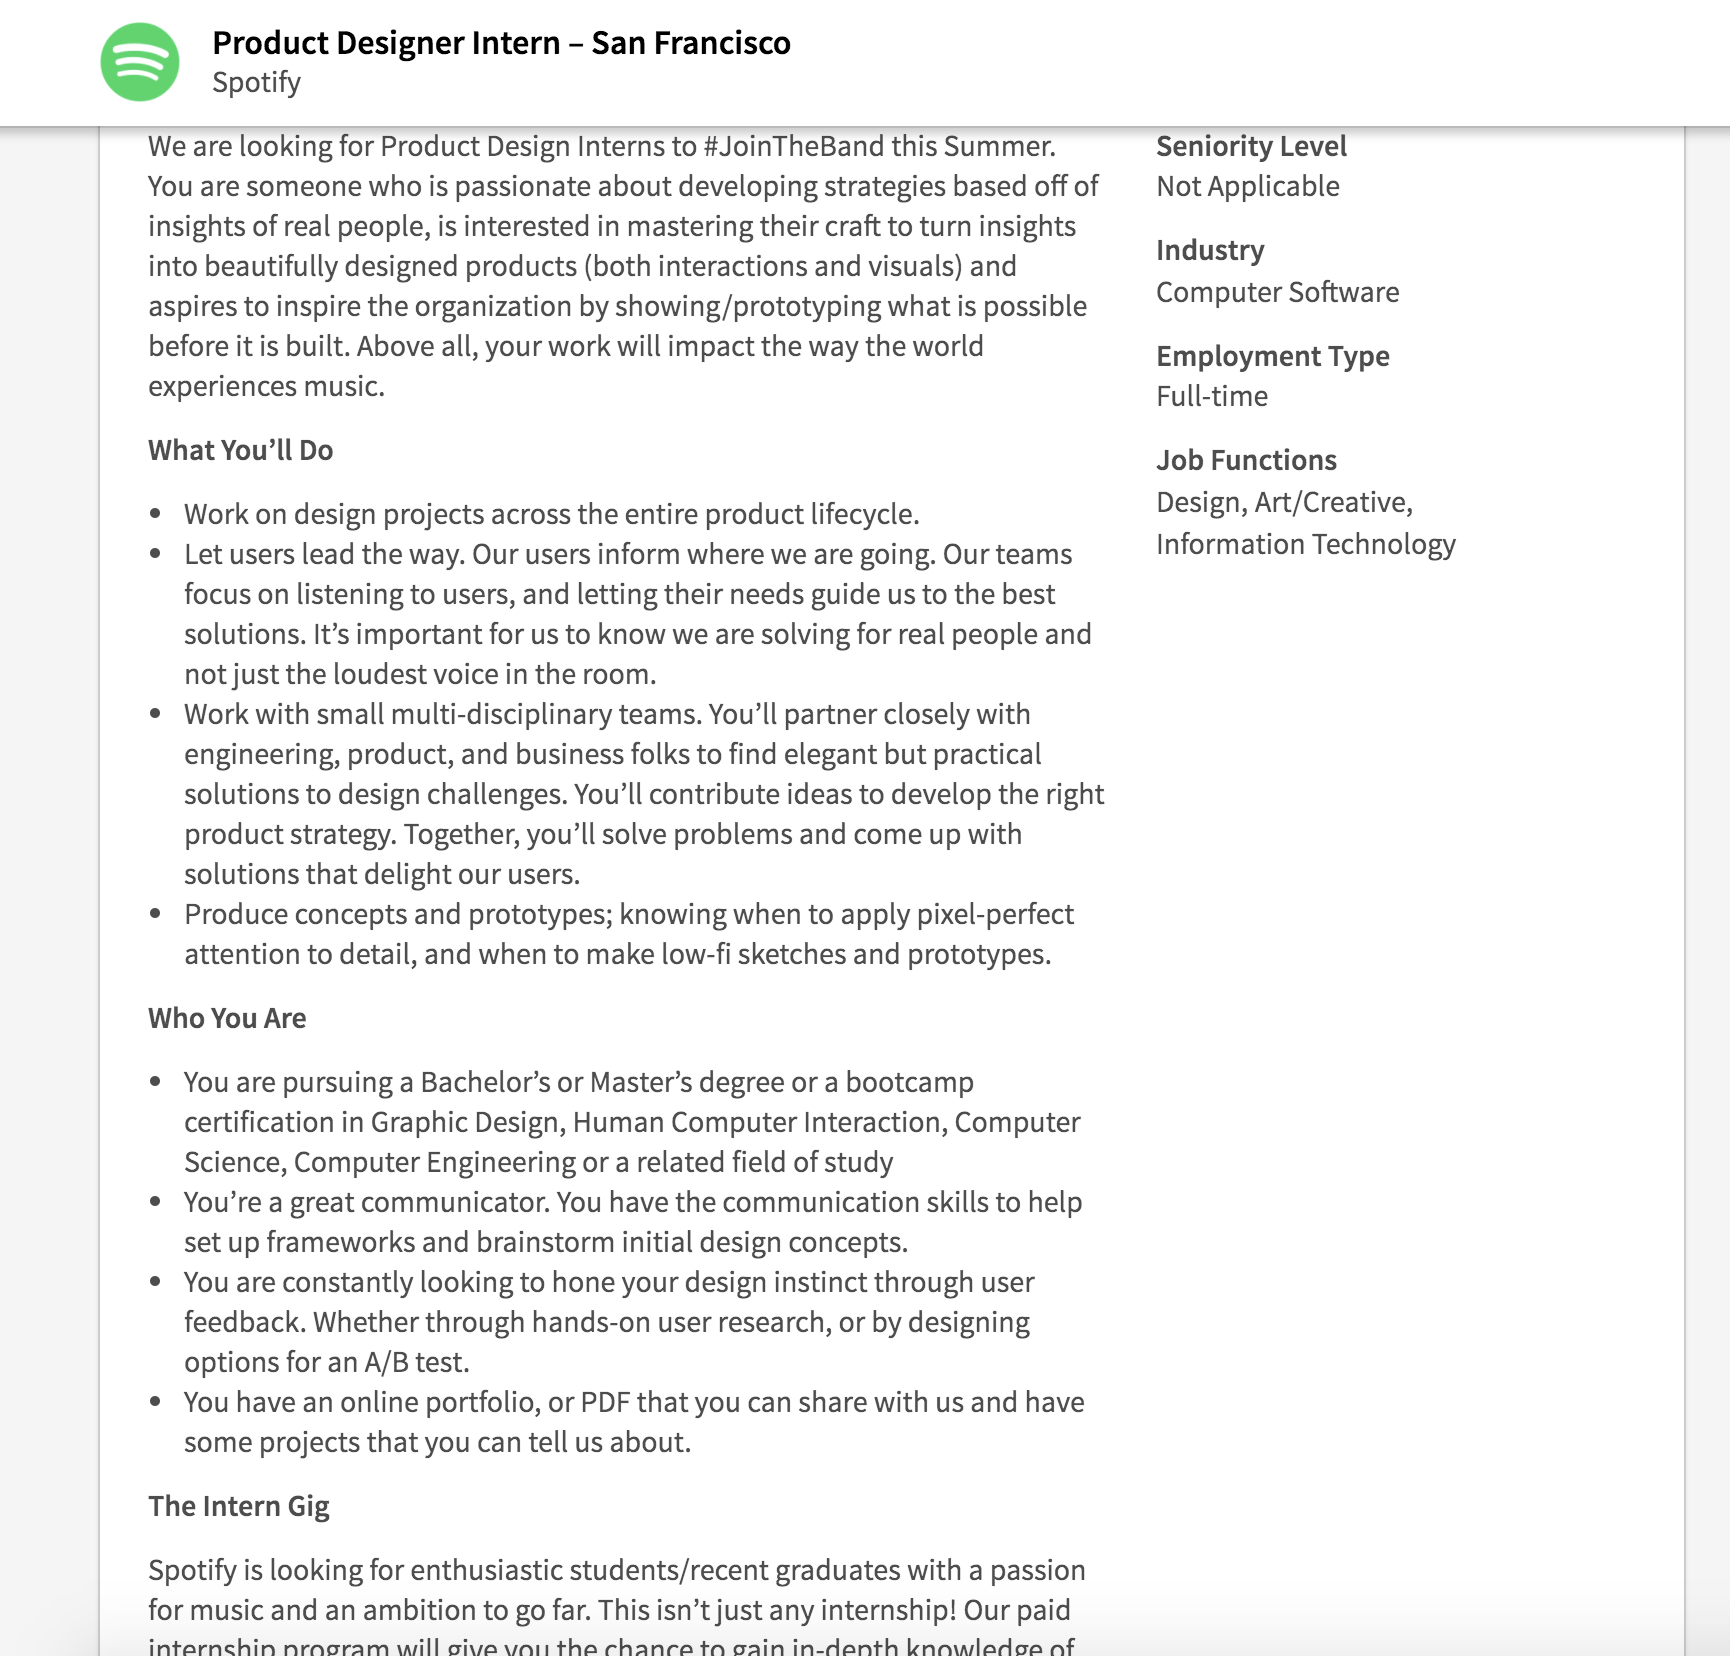 Product Designer Intern – San Francisco
Spotify
We are looking for Product Design Interns to #JoinTheBand this Summer.
You are someone who is passionate about developing strategies based off of
insights of real people, is interested in mastering their craft to turn insights
into beautifully designed products (both interactions and visuals) and
aspires to inspire the organization by showing/prototyping what is possible
before it is built. Above all, your work will impact the way the world
experiences music.
What You’ll Do
• Work on design projects across the entire product lifecycle.
• Let users lead the way. Our users inform where we are going. Our teams
focus on listening to users, and letting their needs guide us to the best
solutions. It’s important for us to know we are solving for real people and
not just the loudest voice in the room.
• Work with small multi-disciplinary teams. You’ll partner closely with
engineering, product, and business folks to find elegant but practical
solutions to design challenges. You’ll contribute ideas to develop the right
product strategy. Together, you’ll solve problems and come up with
solutions that delight our users.
• Produce concepts and prototypes; knowing when to apply pixel-perfect
attention to detail, and when to make low-fi sketches and prototypes.
Who You Are
• You are pursuing a Bachelor’s or Master’s degree or a bootcamp
certification in Graphic Design, Human Computer Interaction, Computer
Science, Computer Engineering or a related field of study
• You’re a great communicator. You have the communication skills to help
set up frameworks and brainstorm initial design concepts.
• You are constantly looking to hone your design instinct through user
feedback. Whether through hands-on user research, or by designing
options for an A/B test.
• You have an online portfolio, or PDF that you can share with us and have
some projects that you can tell us about.
The Intern Gig
Spotify is looking for enthusiastic students/recent graduates with a passion
for music and an ambition to go far. This isn’t just any internship! Our paid
internship program will give you the chance to gain in-depth knowledge of
Seniority Level
Not Applicable
Industry
Computer Software
Employment Type
Full-time
Job Functions
Design, Art/Creative,
Information Technology